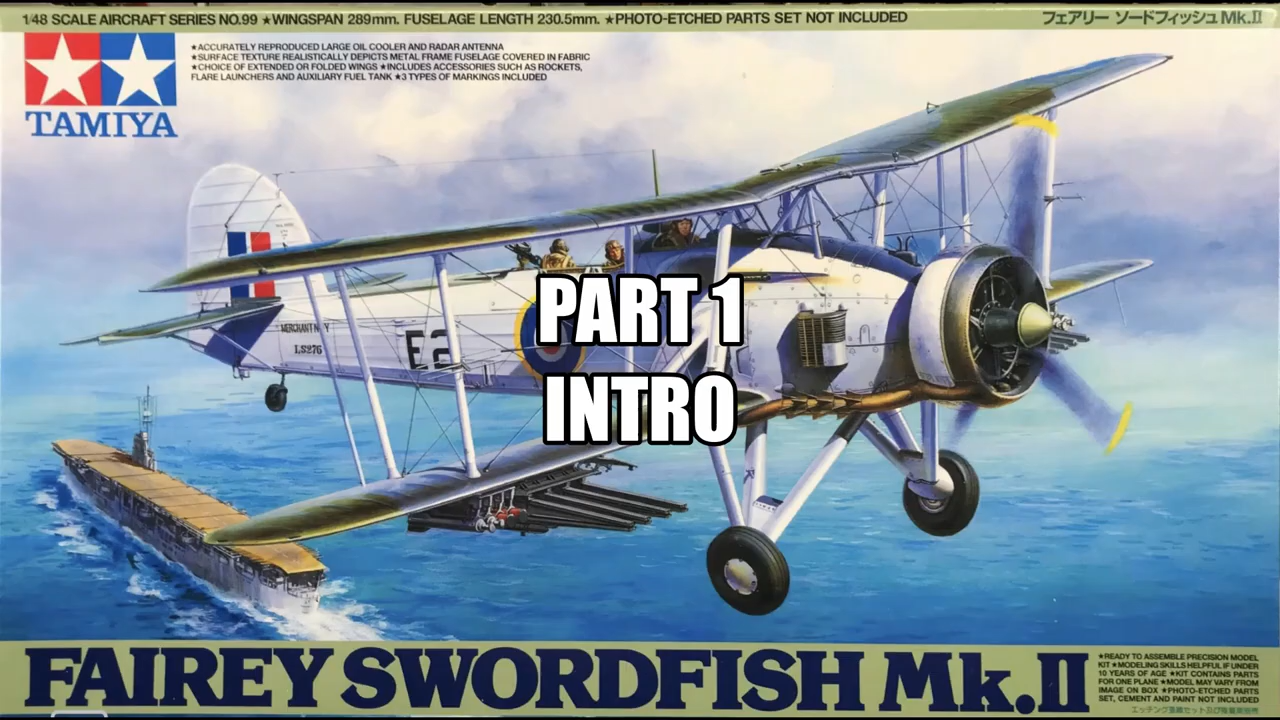 1/48 SCALE AIRCRAFT SERIES NO.99 ★WINGSPAN 289mm. FUSELAGE LENGTH 230.5mm. ★PHOTO-ETCHED PARTS SET NOT INCLUDED
フェアリー ソードフィッシュ Mk.II
TAMIYA
★ACCURATELY REPRODUCED LARGE OIL COOLER AND RADAR ANTENNA
★SURFACE TEXTURE REALISTICALLY DEPICTS METAL FRAME FUSELAGE COVERED IN FABRIC
★CHOICE OF EXTENDED OR FOLDED WINGS ★INCLUDES ACCESSORIES SUCH AS ROCKETS,
FLARE LAUNCHERS AND AUXILIARY FUEL TANK ★3 TYPES OF MARKINGS INCLUDED
MERCHANT NAVY
LS276
E2
PART 1
INTRO
FAIREY SWORDFISH Mk.II
★READY TO ASSEMBLE PRECISION MODEL
KIT ★MODELING SKILLS HELPFUL IF UNDER
10 YEARS OF AGE ★KIT CONTAINS PARTS
FOR ONE PLANE ★MODEL MAY VARY FROM
IMAGE ON BOX ★PHOTO-ETCHED PARTS
SET, CEMENT AND PAINT NOT INCLUDED